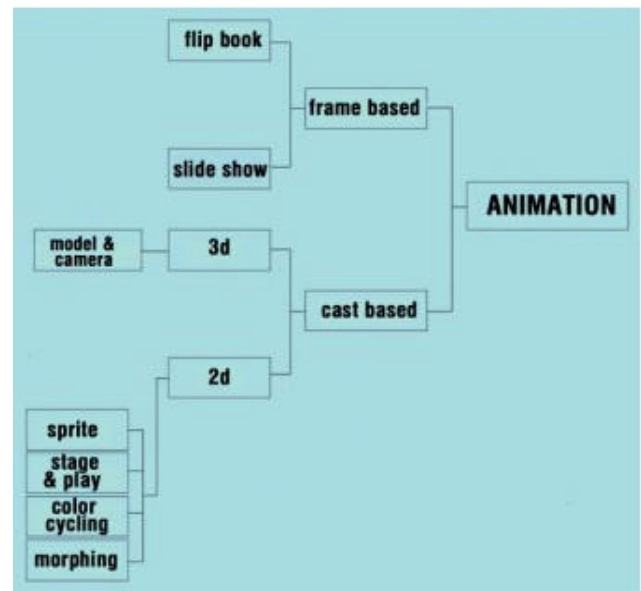 flip book
frame based
slide show
ANIMATION
model &
camera
3d
cast based
2d
sprite
stage
& play
color
cycling
morphing